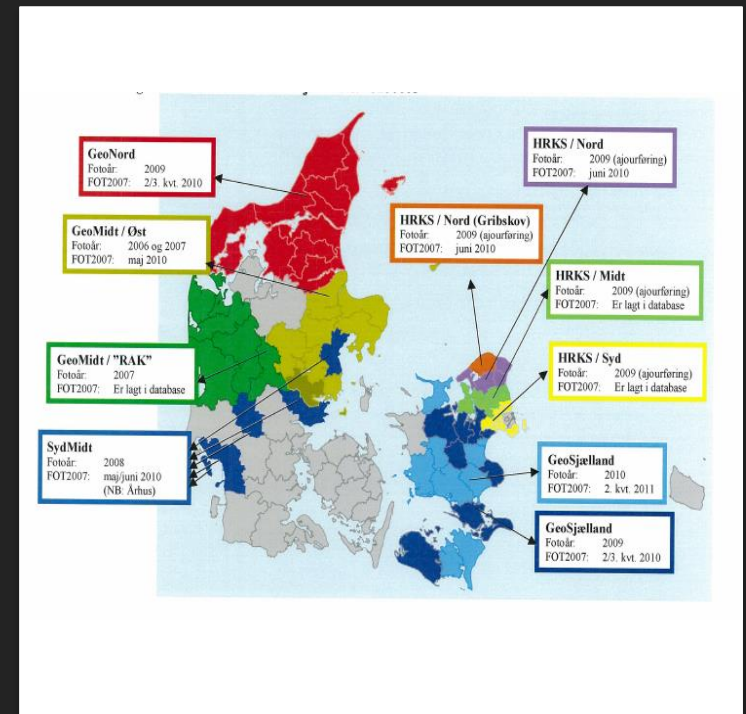 GeoNord
Fotoår: 2009
FOT2007: 2/3. kvt. 2010
HRKS / Nord
Fotoår: 2009 (ajourføring)
FOT2007: juni 2010
GeoMidt / Øst
Fotoår: 2006 og 2007
FOT2007: maj 2010
HRKS / Nord (Gribskov)
Fotoår: 2009 (ajourføring)
FOT2007: juni 2010
HRKS / Midt
Fotoår: 2009 (ajourføring)
FOT2007: Er lagt i database
GeoMidt / ”RAK”
Fotoår: 2007
FOT2007: Er lagt i database
HRKS / Syd
Fotoår: 2009 (ajourføring)
FOT2007: Er lagt i database
SydMidt
Fotoår: 2008
FOT2007: maj/juni 2010
(NB: Århus)
GeoSjælland
Fotoår: 2010
FOT2007: 2. kvt. 2011
GeoSjælland
Fotoår: 2009
FOT2007: 2/3. kvt. 2010